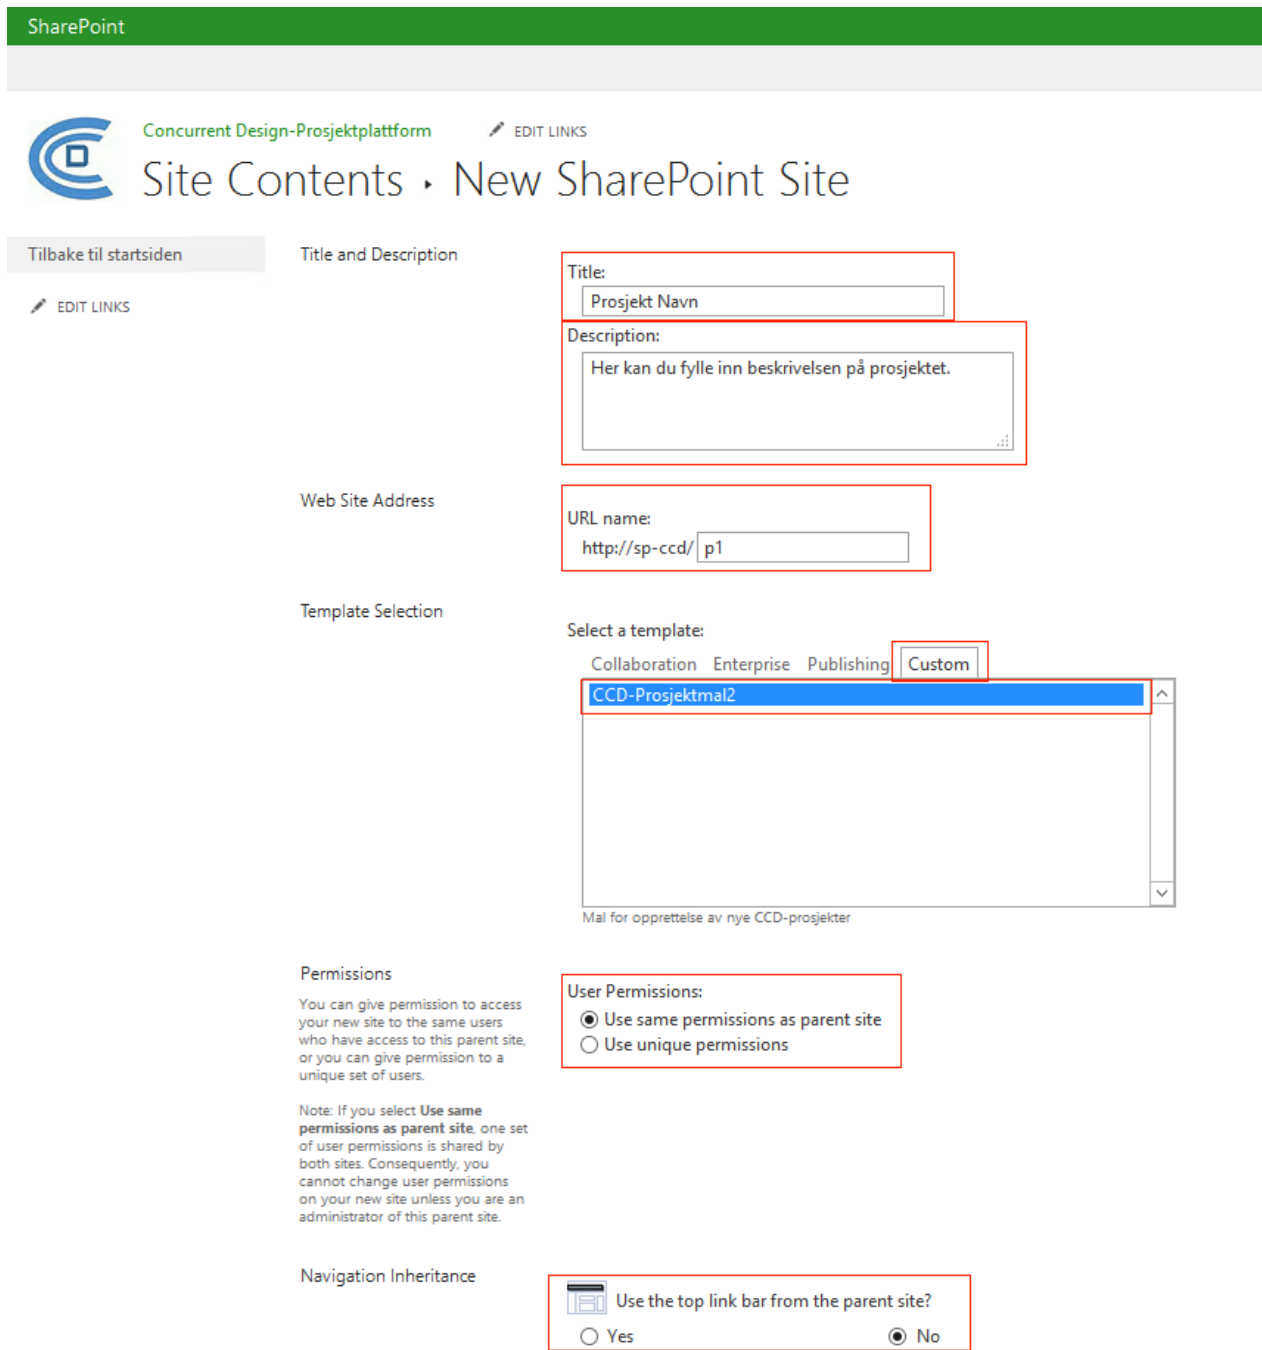 SharePoint
Concurrent Design-Prosjektplattform
EDIT LINKS
Site Contents ▸ New SharePoint Site
Tilbake til startsiden
EDIT LINKS
Title and Description
Title:
Prosjekt Navn
Description:
Her kan du fylle inn beskrivelsen på prosjektet.
Web Site Address
URL name:
http://sp-ccd/ p1
Template Selection
Select a template:
Collaboration Enterprise Publishing Custom
CCD-Prosjektmal2
Mal for opprettelse av nye CCD-prosjekter
Permissions
You can give permission to access
your new site to the same users
who have access to this parent site,
or you can give permission to a
unique set of users.
Note: If you select Use same
permissions as parent site, one set
of user permissions is shared by
both sites. Consequently, you
cannot change user permissions
on your new site unless you are an
administrator of this parent site.
User Permissions:
Use same permissions as parent site
Use unique permissions
Navigation Inheritance
Use the top link bar from the parent site?
Yes No